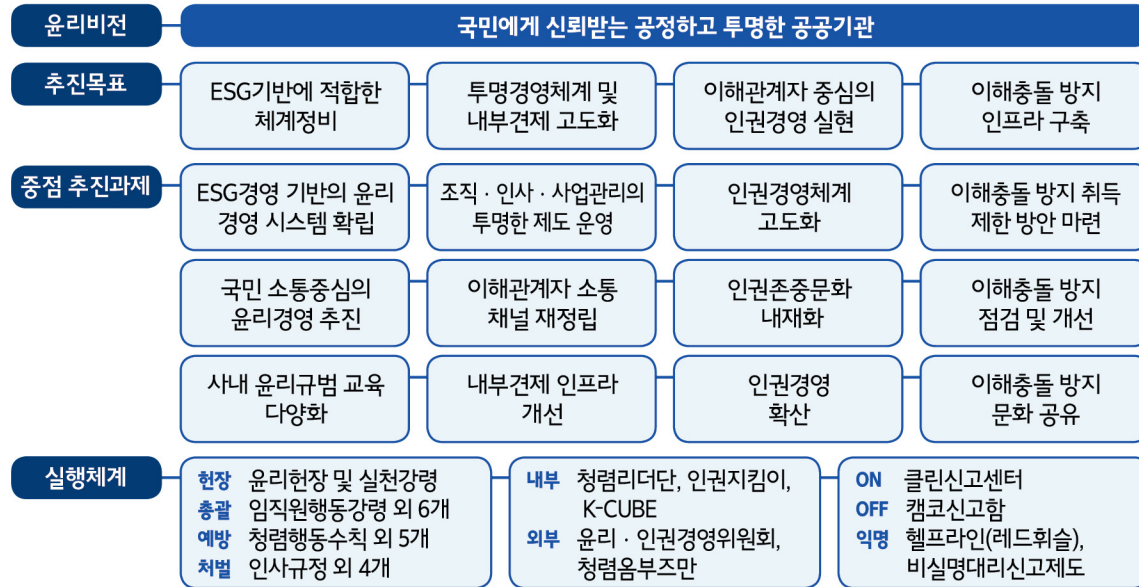 윤리비전
국민에게 신뢰받는 공정하고 투명한 공공기관
추진목표
ESG기반에 적합한
체계정비
투명경영체계 및
내부견제 고도화
이해관계자 중심의
인권경영 실현
이해충돌 방지
인프라 구축
중점 추진과제
ESG경영 기반의 윤리
경영 시스템 확립
조직 · 인사 · 사업관리의
투명한 제도 운영
인권경영체계
고도화
이해충돌 방지 취득
제한 방안 마련
국민 소통중심의
윤리경영 추진
이해관계자 소통
채널 재정립
인권존중문화
내재화
이해충돌 방지
점검 및 개선
사내 윤리규범 교육
다양화
내부견제 인프라
개선
인권경영
확산
이해충돌 방지
문화 공유
실행체계
헌장 윤리헌장 및 실천강령
총괄 임직원행동강령 외 6개
예방 청렴행동수칙 외 5개
처벌 인사규정 외 4개
내부 청렴리더단, 인권지킴이,
K-CUBE
외부 윤리 · 인권경영위원회,
청렴옴부즈만
ON 클린신고센터
OFF 캠코신고함
익명 헬프라인(레드휘슬),
비실명대리신고제도